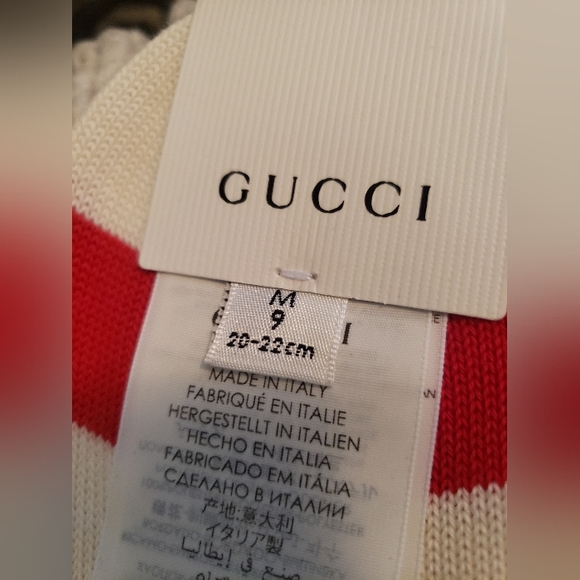 GUCCI
M
9
20-22cm
MADE IN ITALY
FABRIQUÉ EN ITALIE
HERGESTELLT IN ITALIEN
HECHO EN ITALIA
FABRICADO EM ITÁLIA
СДЕЛАНО В ИТАЛИИ
产地:意大利
イタリア製